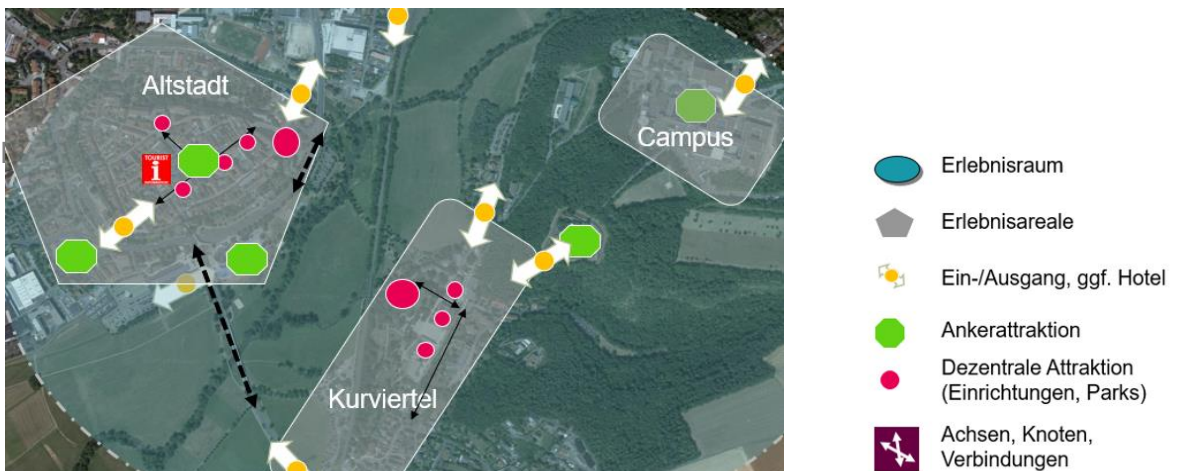 Altstadt
TOURIST
i
Campus
Kurviertel
Erlebnisraum
Erlebnisareale
Ein-/Ausgang, ggf. Hotel
Ankerattraktion
Dezentrale Attraktion
(Einrichtungen, Parks)
Achsen, Knoten,
Verbindungen